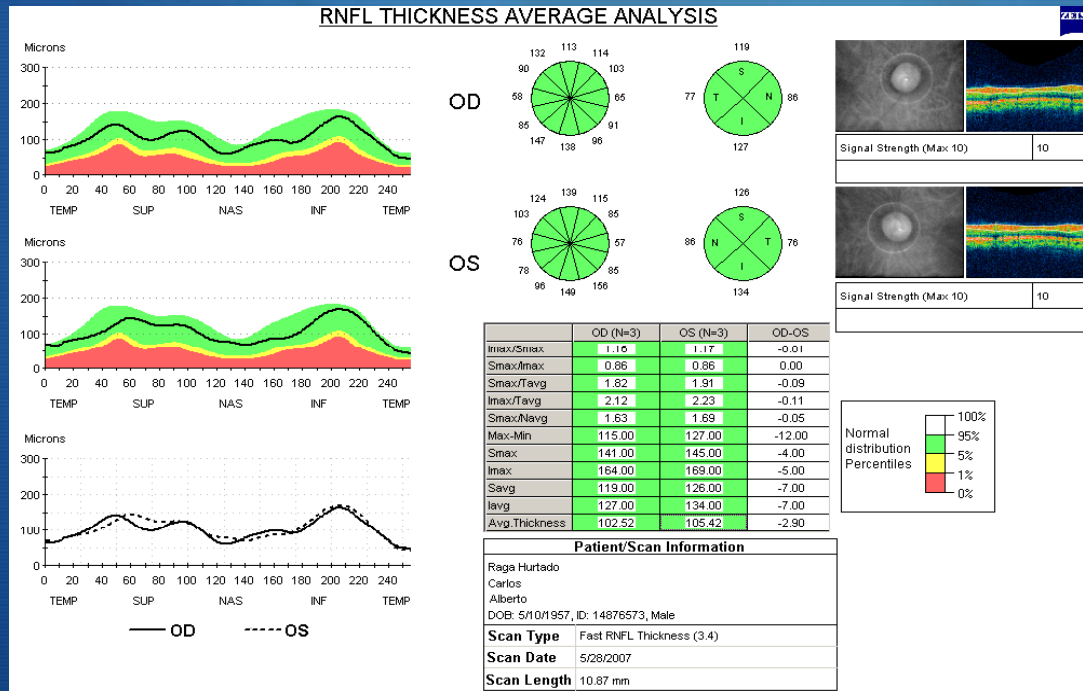 RNFL THICKNESS AVERAGE ANALYSIS
ZEISS
Microns
300
200
100
0
0 20 40 60 80 100 120 140 160 180 200 220 240
TEMP SUP NAS INF TEMP
Microns
300
200
100
0
0 20 40 60 80 100 120 140 160 180 200 220 240
TEMP SUP NAS INF TEMP
Microns
300
200
100
0
0 20 40 60 80 100 120 140 160 180 200 220 240
TEMP SUP NAS INF TEMP
OD OS
OD
132 113 114
90 103
58 65
85 91
147 138 96
119
77 T S N 86
I
127
OS
124 139 115
103 85
76 57
78 85
96 149 156
126
86 N S T 76
I
134
Signal Strength (Max 10) 10
Signal Strength (Max 10) 10
OD (N=3) OS (N=3) OD-OS
Imax/Smax 1.16 1.17 -0.01
Smax/Imax 0.86 0.86 0.00
Smax/Tavg 1.82 1.91 -0.09
Imax/Tavg 2.12 2.23 -0.11
Smax/Navg 1.63 1.69 -0.05
Max-Min 115.00 127.00 -12.00
Smax 141.00 145.00 -4.00
Imax 164.00 169.00 -5.00
Savg 119.00 126.00 -7.00
Iavg 127.00 134.00 -7.00
Avg.Thickness 102.52 105.42 -2.90
Normal
distribution
Percentiles
100%
95%
5%
1%
0%
Patient/Scan Information
Raga Hurtado
Carlos
Alberto
DOB: 5/10/1957, ID: 14876573, Male
Scan Type Fast RNFL Thickness (3.4)
Scan Date 5/28/2007
Scan Length 10.87 mm